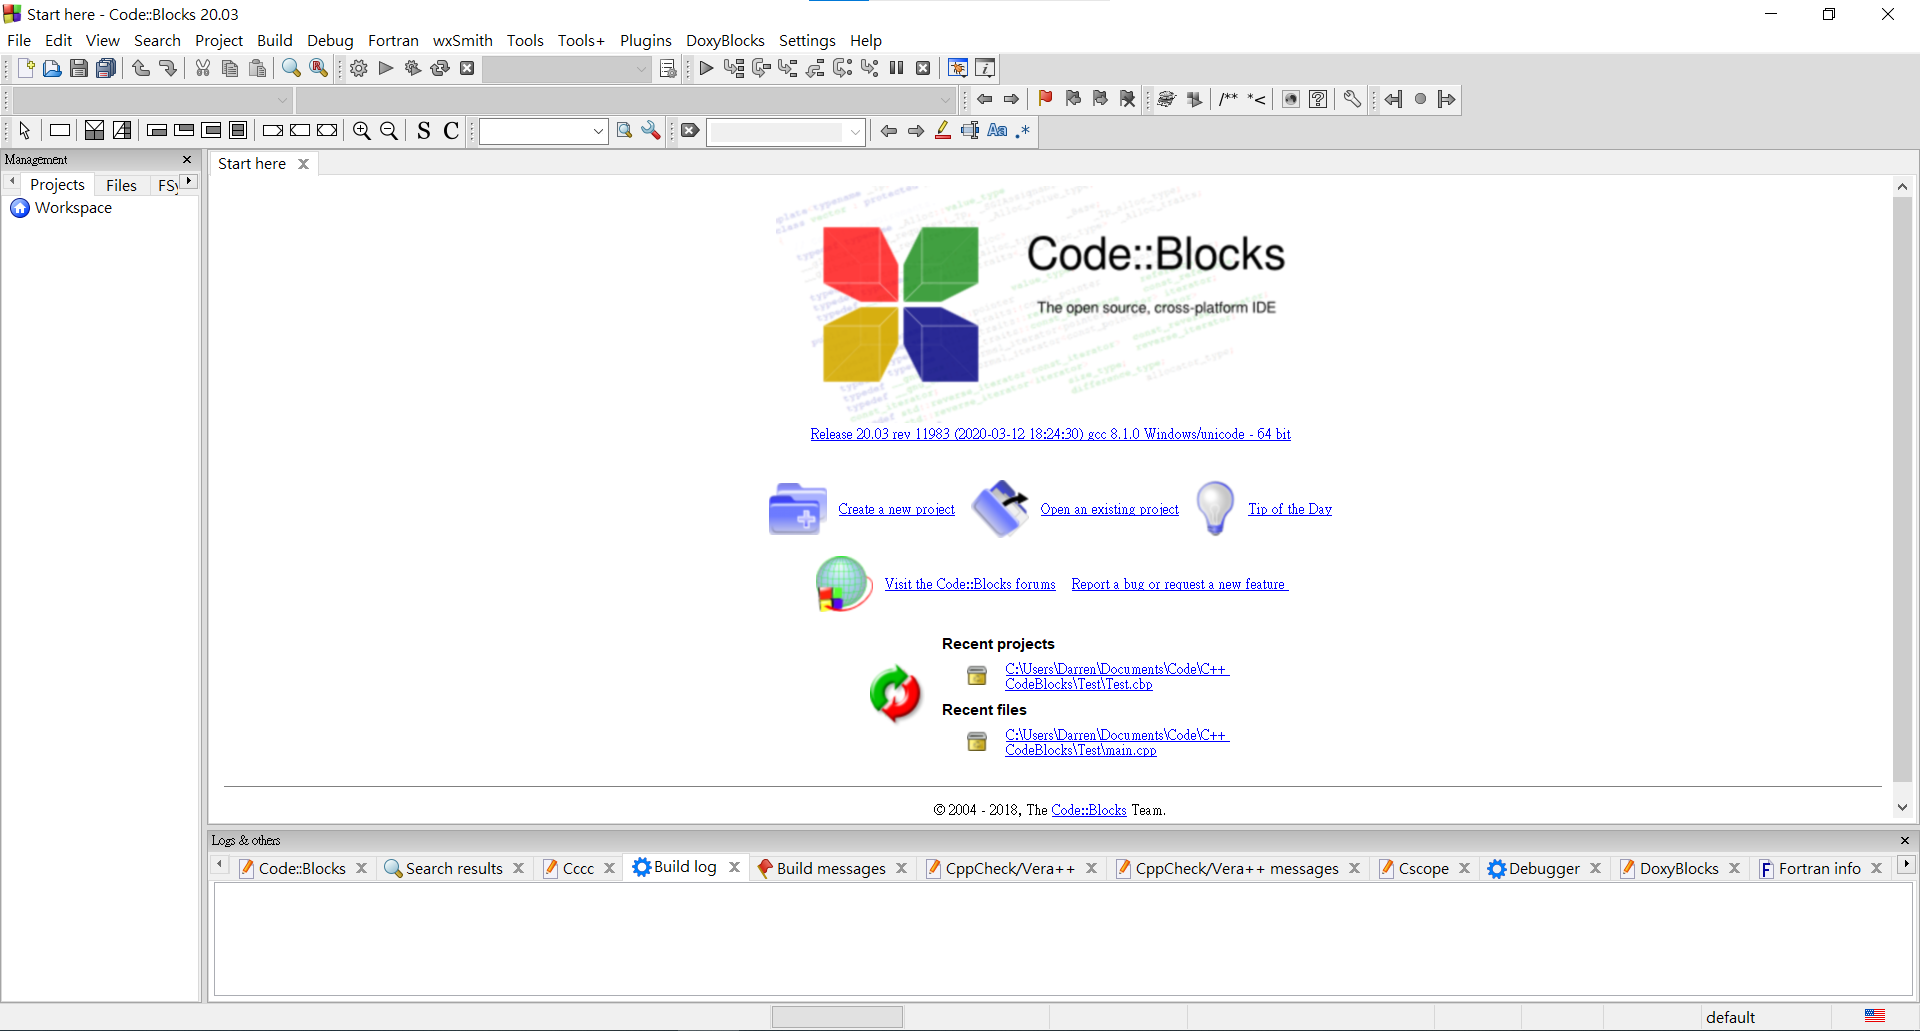 Start here - Code::Blocks 20.03
File Edit View Search Project Build Debug Fortran wxSmith Tools Tools+ Plugins DoxyBlocks Settings Help
/** *<
S C
Aa .*
Management
Start here
Projects Files FSy
Workspace
Code::Blocks
The open source, cross-platform IDE
Release 20.03 rev 11983 (2020-03-12 18:24:30) gcc 8.1.0 Windows/unicode - 64 bit
Create a new project Open an existing project Tip of the Day
Visit the Code::Blocks forums Report a bug or request a new feature
Recent projects
C:\Users\Darren\Documents\Code\C++
CodeBlocks\Test\Test.cbp
Recent files
C:\Users\Darren\Documents\Code\C++
CodeBlocks\Test\main.cpp
© 2004 - 2018, The Code::Blocks Team.
Logs & others
Code::Blocks Search results Cccc Build log Build messages CppCheck/Vera++ CppCheck/Vera++ messages Cscope Debugger DoxyBlocks Fortran info
default